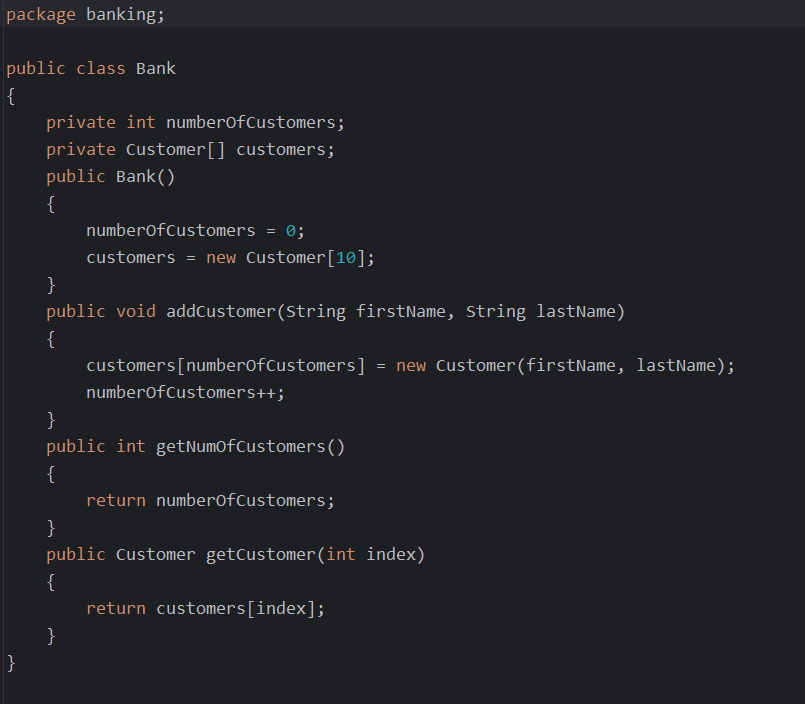 package banking;
public class Bank
{
    private int numberOfCustomers;
    private Customer[] customers;
    public Bank()
    {
        numberOfCustomers = 0;
        customers = new Customer[10];
    }
    public void addCustomer(String firstName, String lastName)
    {
        customers[numberOfCustomers] = new Customer(firstName, lastName);
        numberOfCustomers++;
    }
    public int getNumOfCustomers()
    {
        return numberOfCustomers;
    }
    public Customer getCustomer(int index)
    {
        return customers[index];
    }
}